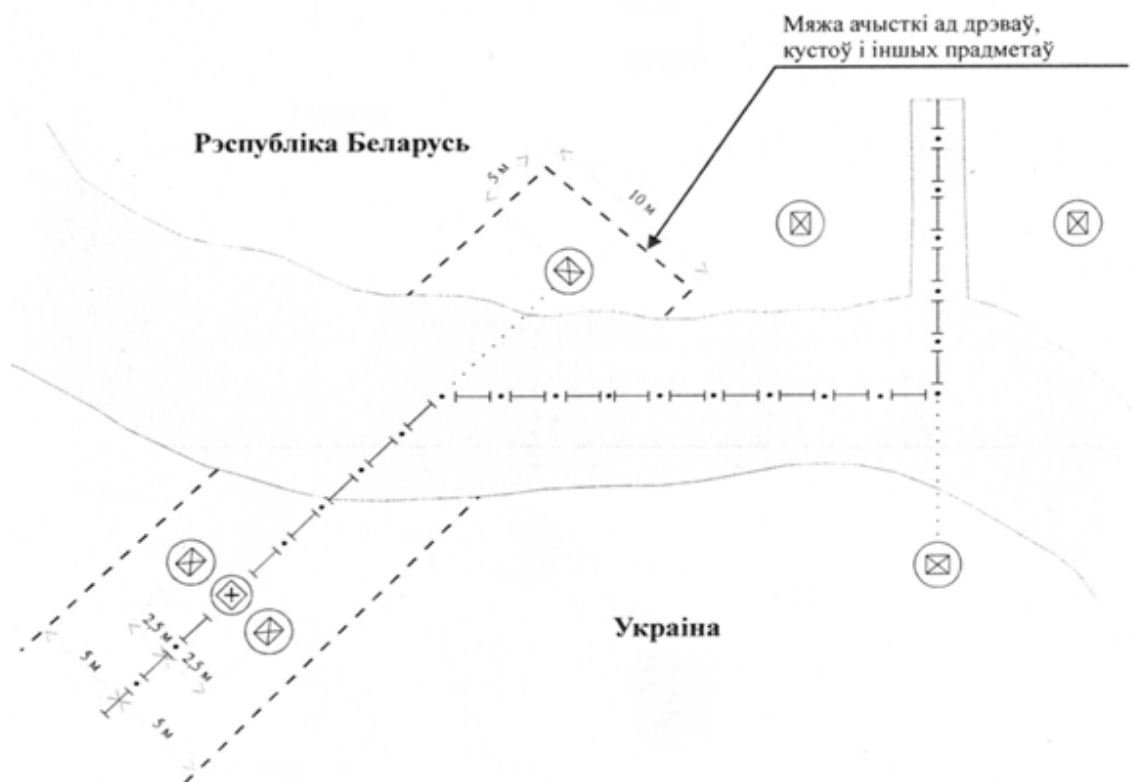 Мяжа ачысткі ад дрэваў,
кустоў і іншых прадметаў
Рэспубліка Беларусь
5 м
10 м
Украіна
2,5 м
2,5 м
5 м
5 м